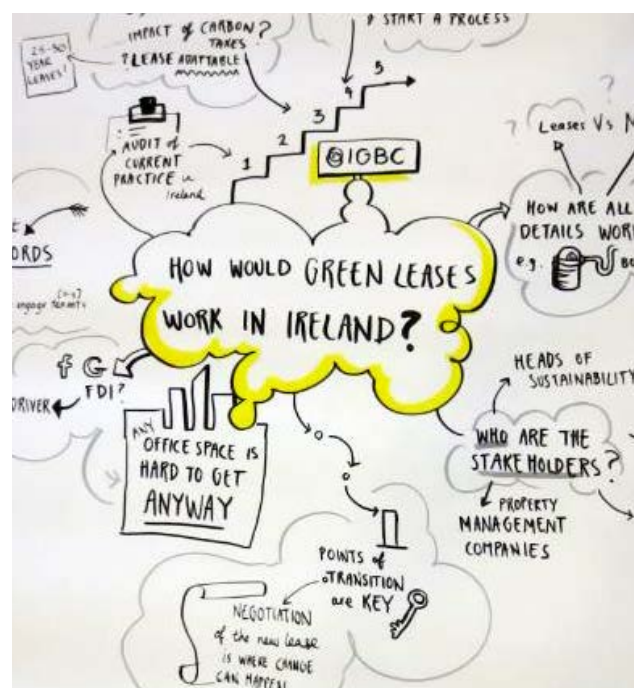 & START A PROCESS
IMPACT of CARBON?
TAXES
? LEASE ADAPTABLE
25-30
YEAR
LEASES!
1 2 3 4 5
AUDIT of
CURRENT
PRACTICE in
Ireland
@IGBC
Leases Vs
HOW ARE ALL
DETAILS
e.g.
HOW WOULD GREEN LEASES
WORK IN IRELAND?
engage tenants
f G
FDI?
DRIVER
ANY
OFFICE SPACE IS
HARD TO GET
ANYWAY
HEADS OF
SUSTAINABILITY
WHO ARE THE
STAKEHOLDERS?
PROPERTY
MANAGEMENT
COMPANIES
POINTS of
TRANSITION
are KEY
NEGOTIATION
of the new lease
IS WHERE CHANGE
CAN HAPPEN